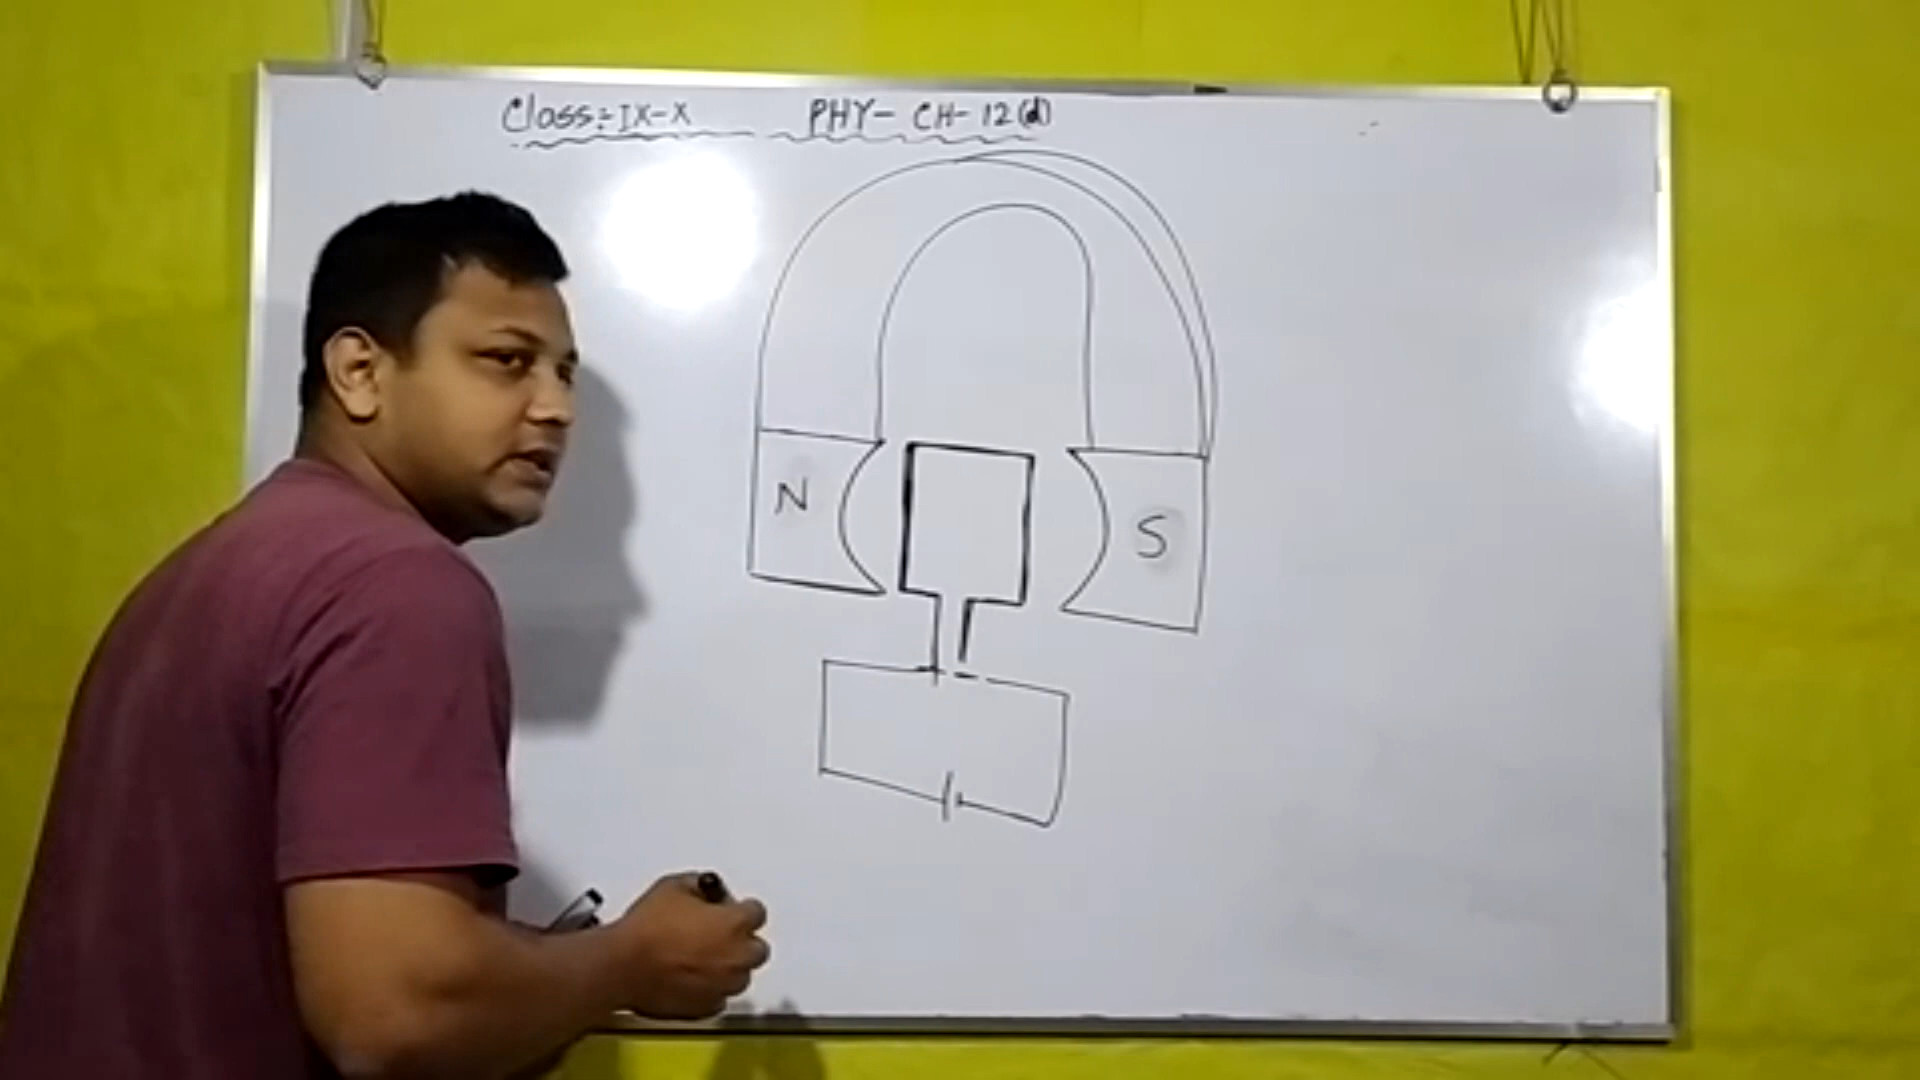 Class:- IX-X PHY- CH- 12(d)
N
S